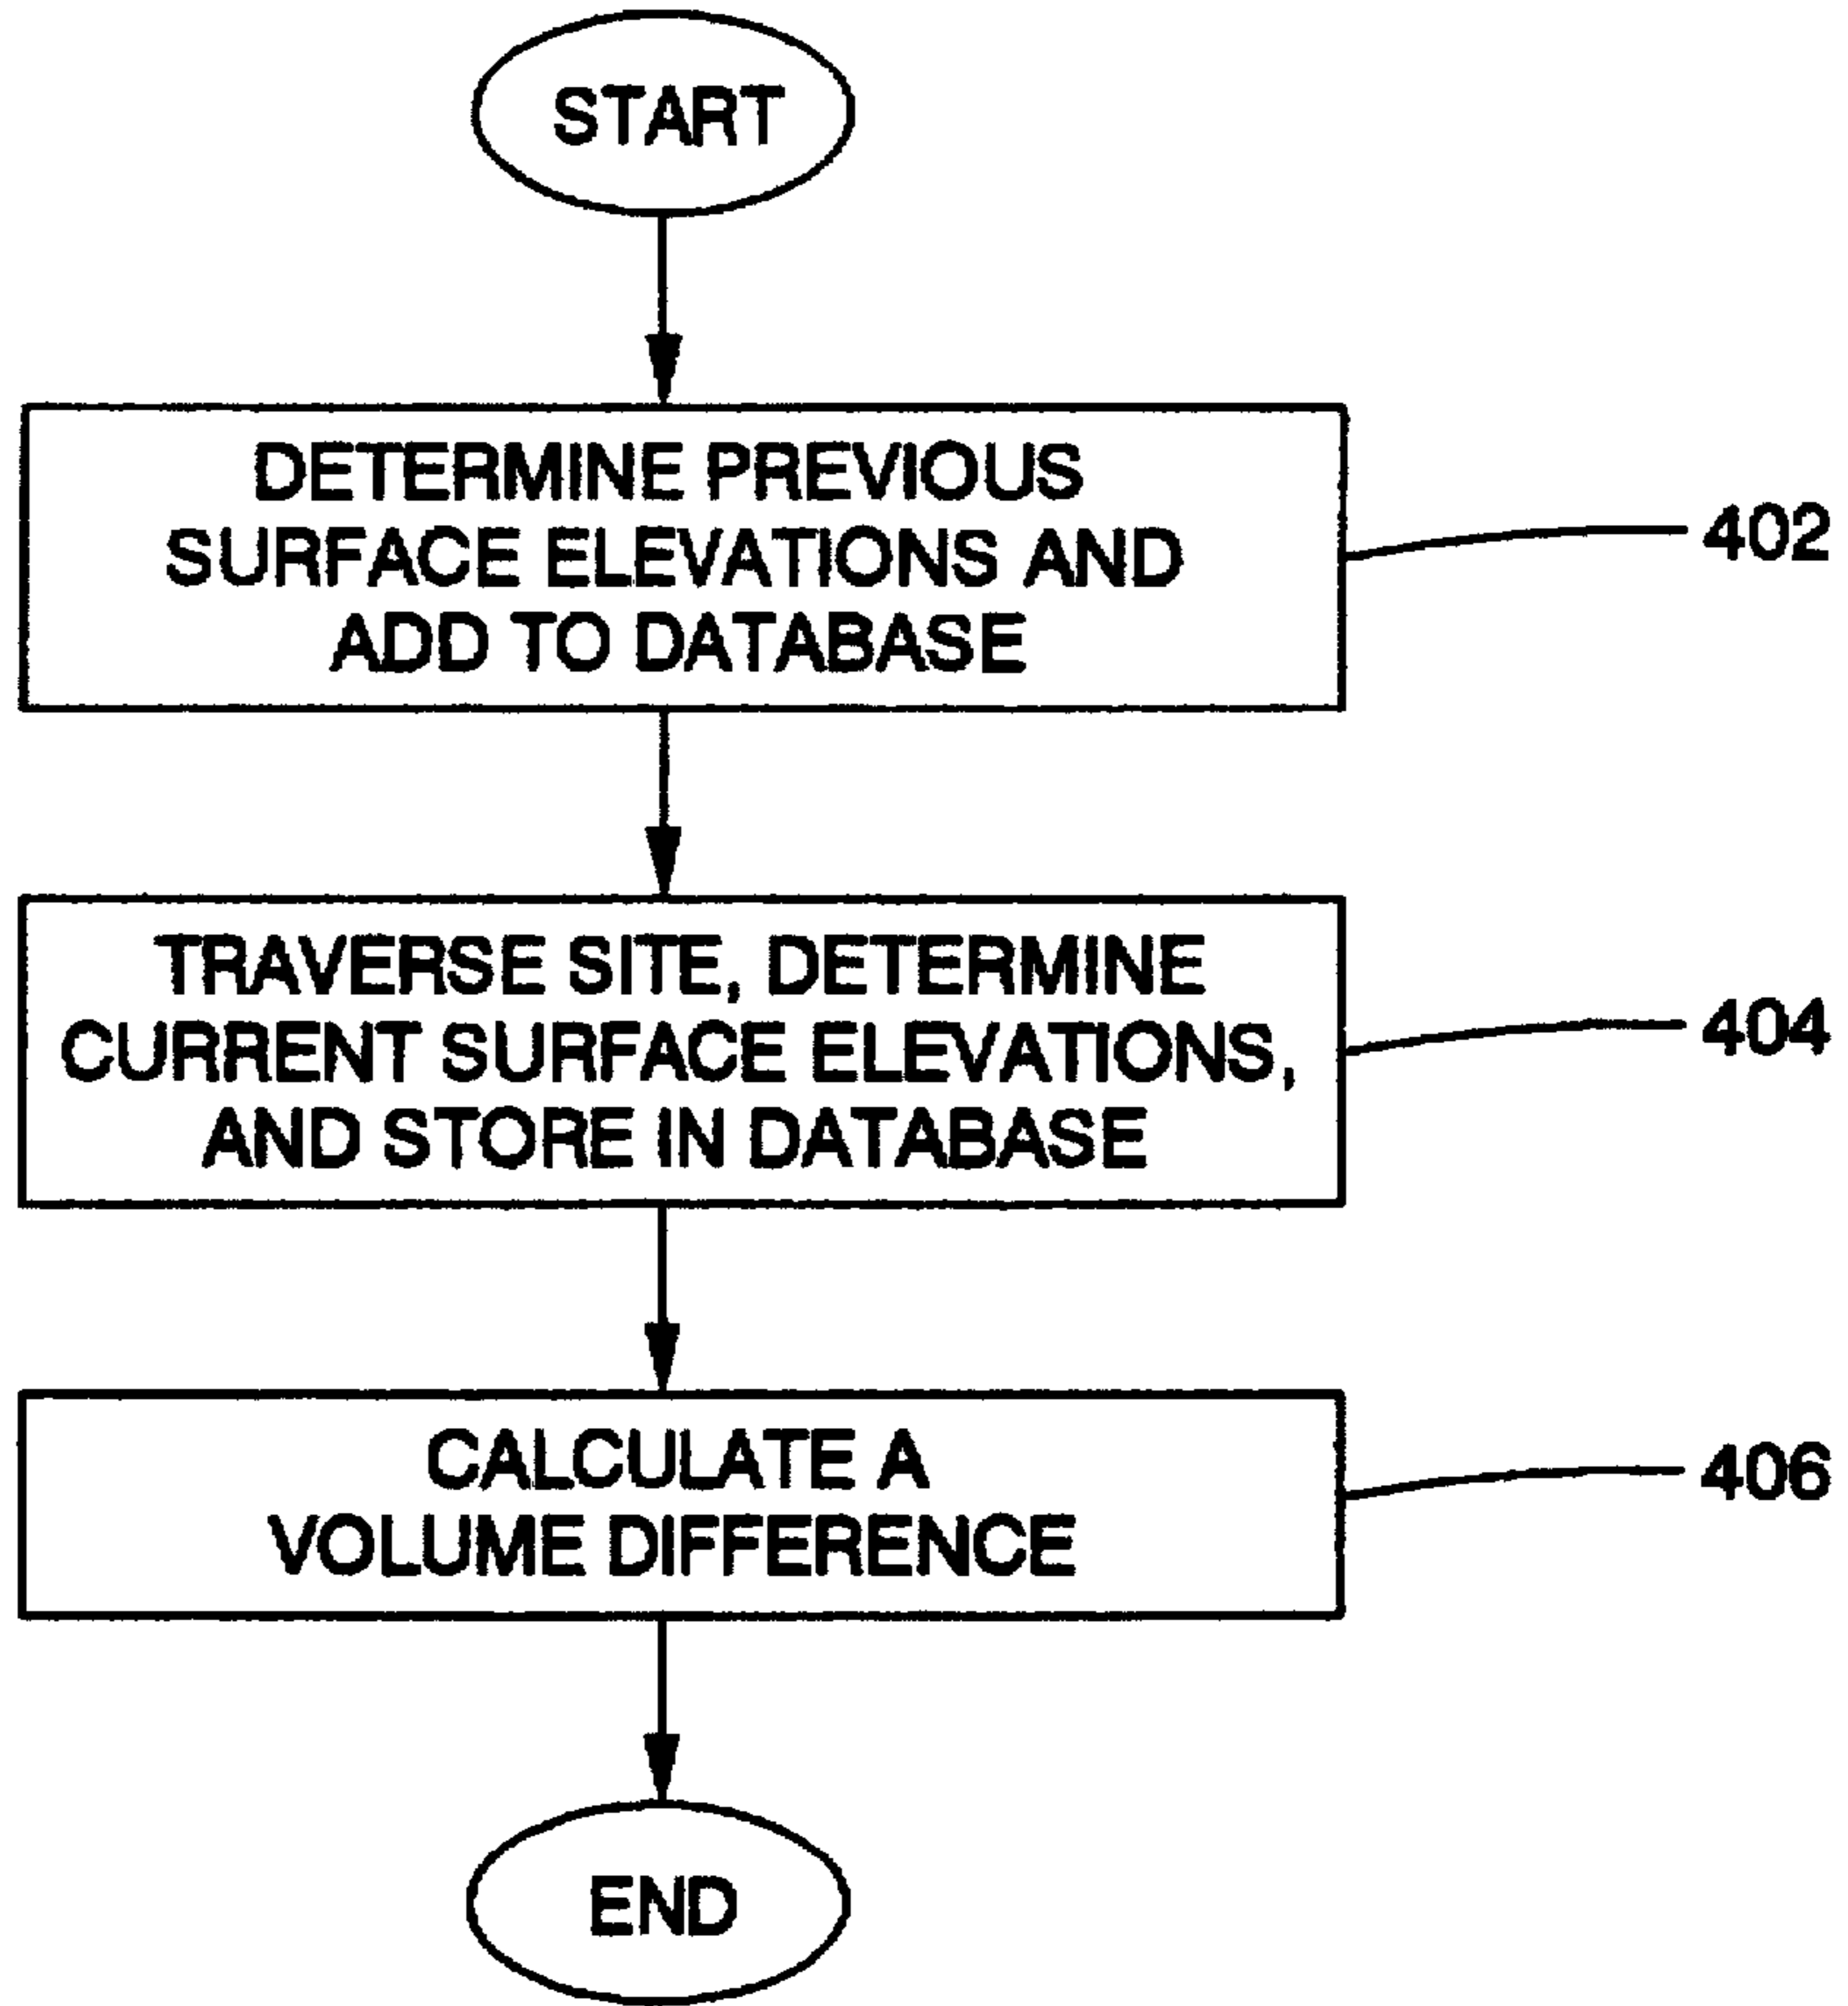 START
DETERMINE PREVIOUS
SURFACE ELEVATIONS AND
ADD TO DATABASE
402
TRAVERSE SITE, DETERMINE
CURRENT SURFACE ELEVATIONS,
AND STORE IN DATABASE
404
CALCULATE A
VOLUME DIFFERENCE
406
END